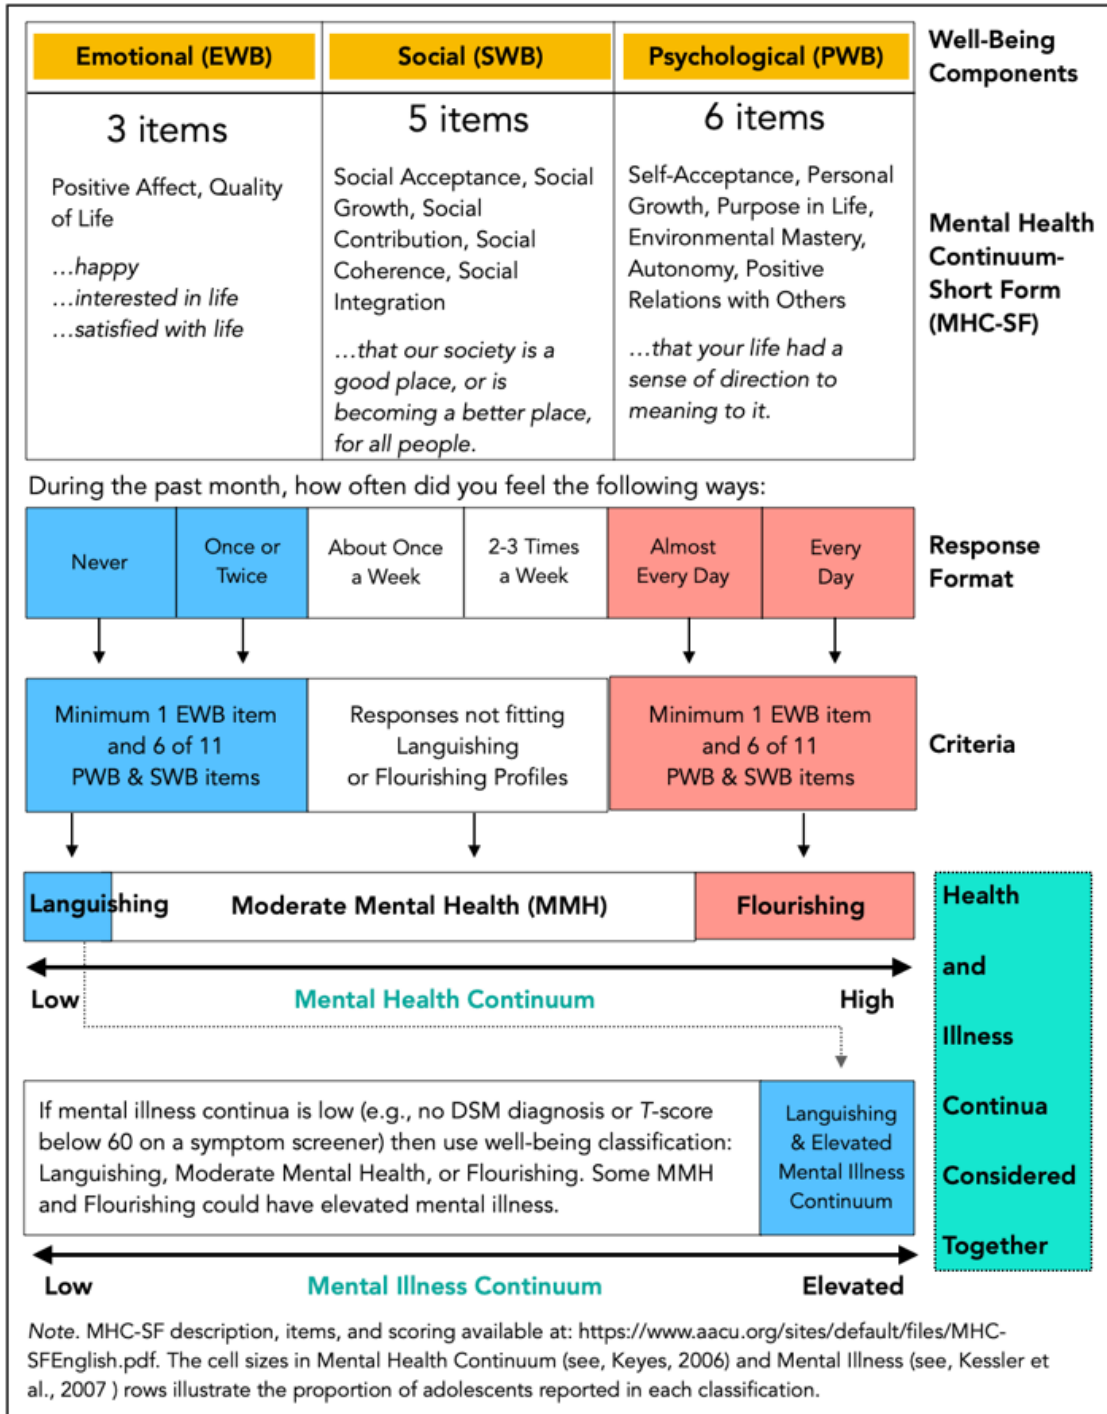 Emotional (EWB)
Social (SWB)
Psychological (PWB)
Well-Being
Components
3 items
Positive Affect, Quality
of Life
...happy
...interested in life
...satisfied with life
5 items
Social Acceptance, Social
Growth, Social
Contribution, Social
Coherence, Social
Integration
...that our society is a
good place, or is
becoming a better place,
for all people.
6 items
Self-Acceptance, Personal
Growth, Purpose in Life,
Environmental Mastery,
Autonomy, Positive
Relations with Others
...that your life had a
sense of direction to
meaning to it.
Mental Health
Continuum-
Short Form
(MHC-SF)
During the past month, how often did you feel the following ways:
Never
Once or
Twice
About Once
a Week
2-3 Times
a Week
Almost
Every Day
Every
Day
Response
Format
Minimum 1 EWB item
and 6 of 11
PWB & SWB items
Responses not fitting
Languishing
or Flourishing Profiles
Minimum 1 EWB item
and 6 of 11
PWB & SWB items
Criteria
Languishing
Moderate Mental Health (MMH)
Flourishing
Low
Mental Health Continuum
High
If mental illness continua is low (e.g., no DSM diagnosis or T-score
below 60 on a symptom screener) then use well-being classification:
Languishing, Moderate Mental Health, or Flourishing. Some MMH
and Flourishing could have elevated mental illness.
Languishing
& Elevated
Mental Illness
Continuum
Low
Mental Illness Continuum
Elevated
Health
and
Illness
Continua
Considered
Together
Note. MHC-SF description, items, and scoring available at: https://www.aacu.org/sites/default/files/MHC-
SFEnglish.pdf. The cell sizes in Mental Health Continuum (see, Keyes, 2006) and Mental Illness (see, Kessler et
al., 2007 ) rows illustrate the proportion of adolescents reported in each classification.